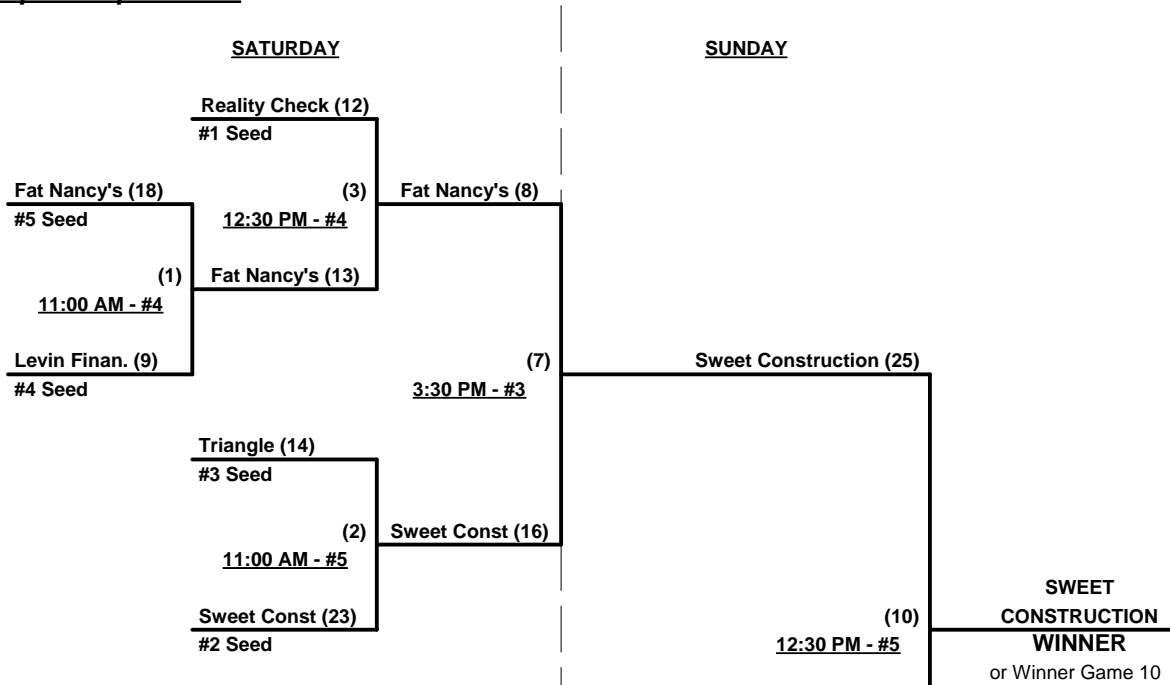 SATURDAY
SUNDAY
Reality Check (12)
#1 Seed
Fat Nancy's (18)
(3)
Fat Nancy's (8)
#5 Seed
12:30 PM - #4
(1)
Fat Nancy's (13)
11:00 AM - #4
Levin Finan. (9)
(7)
Sweet Construction (25)
#4 Seed
3:30 PM - #3
Triangle (14)
#3 Seed
(2)
Sweet Const (16)
11:00 AM - #5
SWEET
Sweet Const (23)
(10)
CONSTRUCTION
#2 Seed
12:30 PM - #5
WINNER
or Winner Game 10